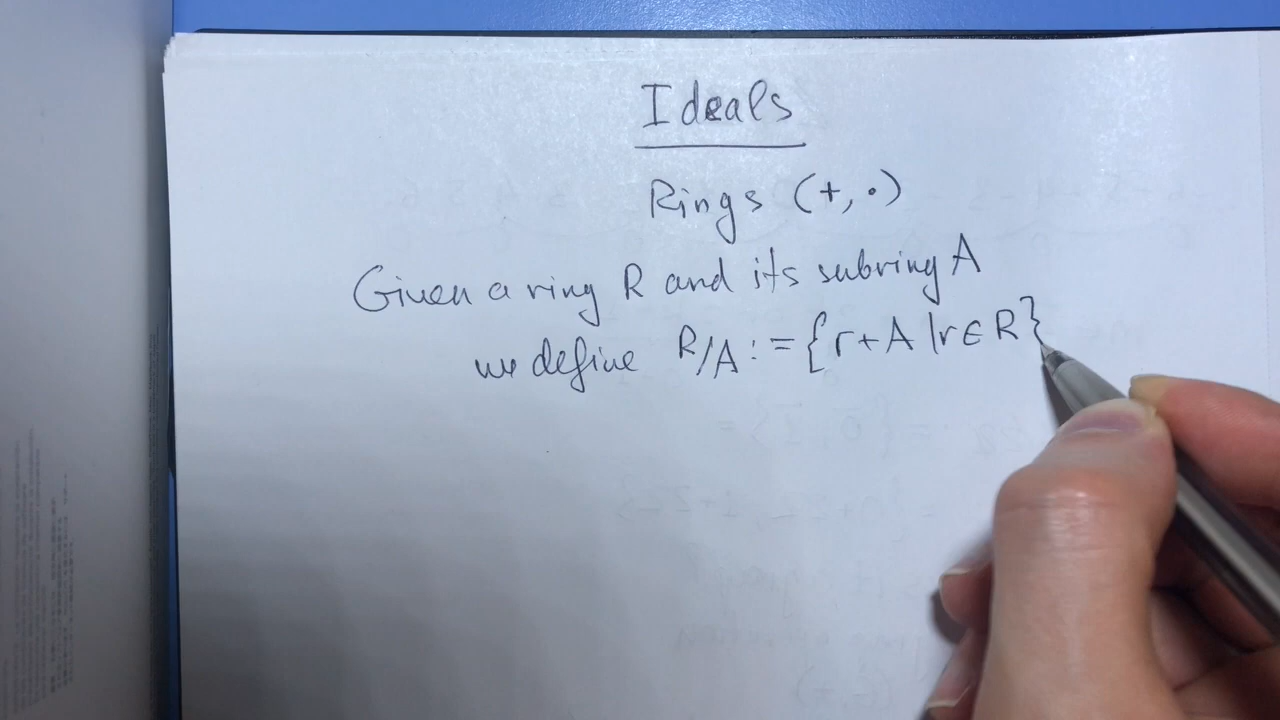 Ideals
Rings (+, ·)
Given a ring R and its subring A
we define R/A := {r + A | r ∈ R}